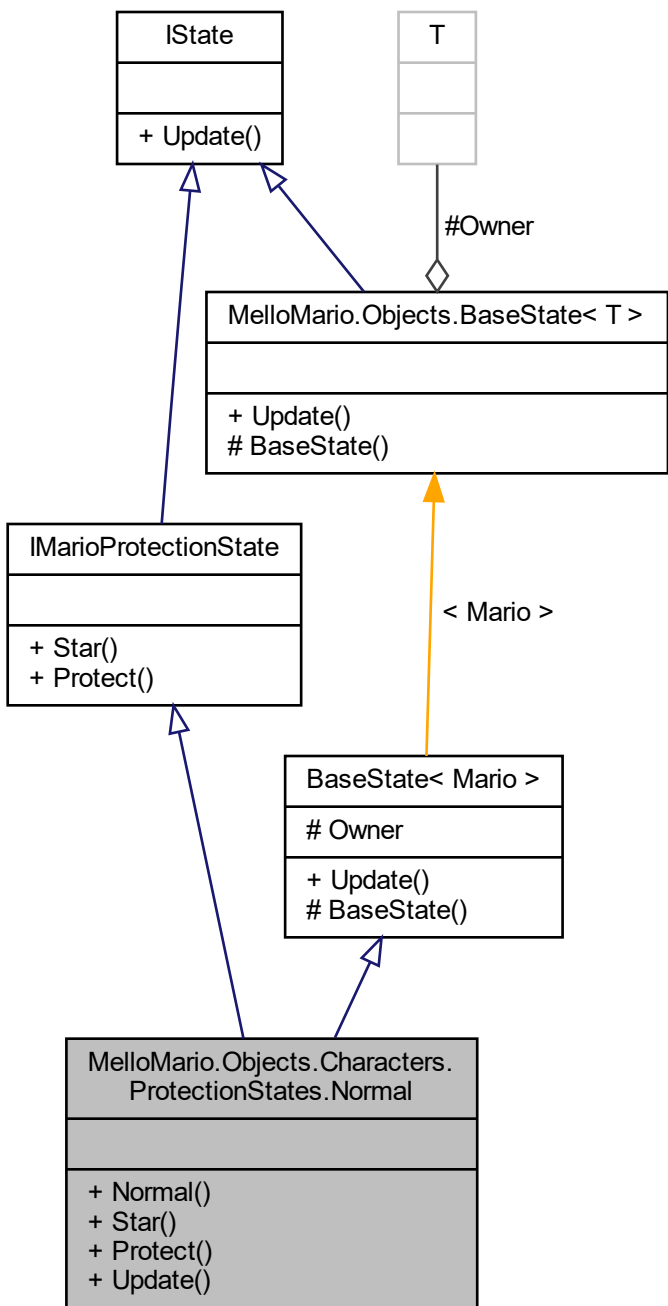 IState
+ Update()
T
#Owner
MelloMario.Objects.BaseState< T >
+ Update()
# BaseState()
IMarioProtectionState
+ Star()
+ Protect()
< Mario >
BaseState< Mario >
# Owner
+ Update()
# BaseState()
MelloMario.Objects.Characters.
ProtectionStates.Normal
+ Normal()
+ Star()
+ Protect()
+ Update()